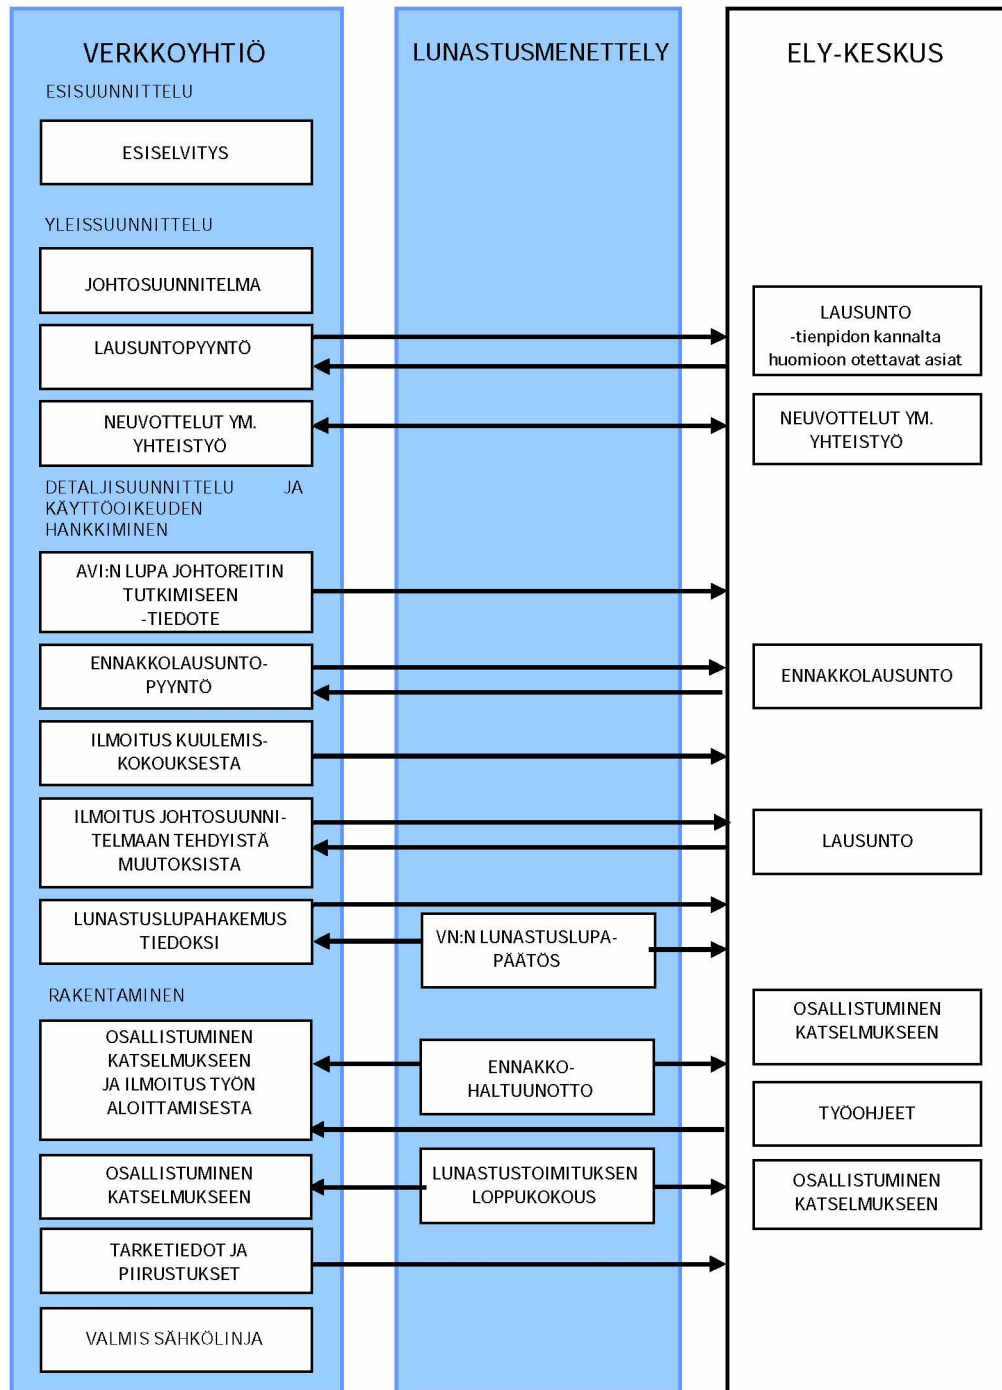 VERKKOYHTIÖ
LUNASTUSMENETTELY
ELY-KESKUS
ESISUUNNITTELU
ESISELVITYS
YLEISSUUNNITTELU
JOHTOSUUNNITELMA
LAUSUNTOPYYNTÖ
LAUSUNTO
-tienpidon kannalta
huomioon otettavat asiat
NEUVOTTELUT YM.
YHTEISTYÖ
NEUVOTTELUT YM.
YHTEISTYÖ
DETALJISUUNNITTELU JA
KÄYTTÖOIKEUDEN
HANKKIMINEN
AVI:N LUPA JOHTOREITIN
TUTKIMISEEN
-TIEDOTE
ENNAKKOLAUSUNTO-
PYYNTÖ
ENNAKKOLAUSUNTO
ILMOITUS KUULEMIS-
KOKOUKSESTA
ILMOITUS JOHTOSUUNNI-
TELMAAN TEHDYISTÄ
MUUTOKSISTA
LAUSUNTO
LUNASTUSLUPAHAKEMUS
TIEDOKSI
VN:N LUNASTUSLUPA-
PÄÄTÖS
RAKENTAMINEN
OSALLISTUMINEN
KATSELMUKSEEN
JA ILMOITUS TYÖN
ALOITTAMISESTA
ENNAKKO-
HALTUUNOTTO
OSALLISTUMINEN
KATSELMUKSEEN
TYÖOHJEET
OSALLISTUMINEN
KATSELMUKSEEN
LUNASTUSTOIMITUKSEN
LOPPUKOKOUS
OSALLISTUMINEN
KATSELMUKSEEN
TARKETIEDOT JA
PIIRUSTUKSET
VALMIS SÄHKÖLINJA